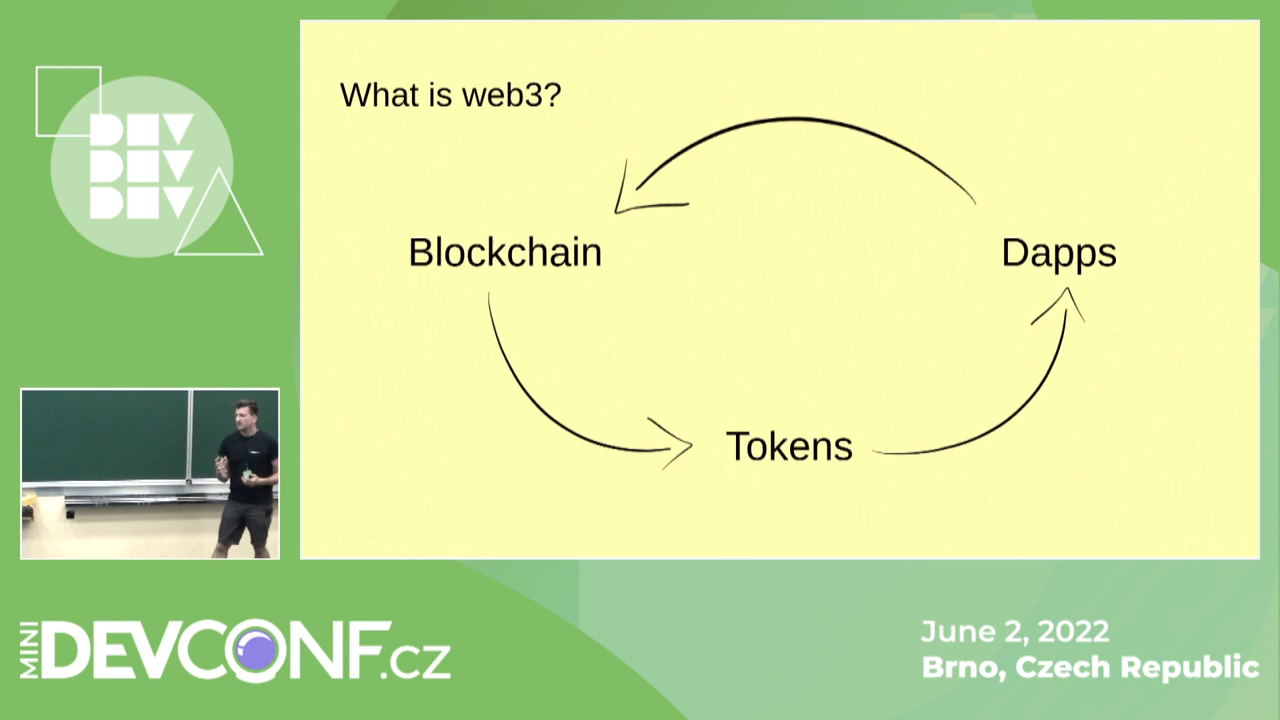 DEV
DEV
DEV
What is web3?
Blockchain
Dapps
Tokens
MINI
DEVCONF.CZ
June 2, 2022
Brno, Czech Republic